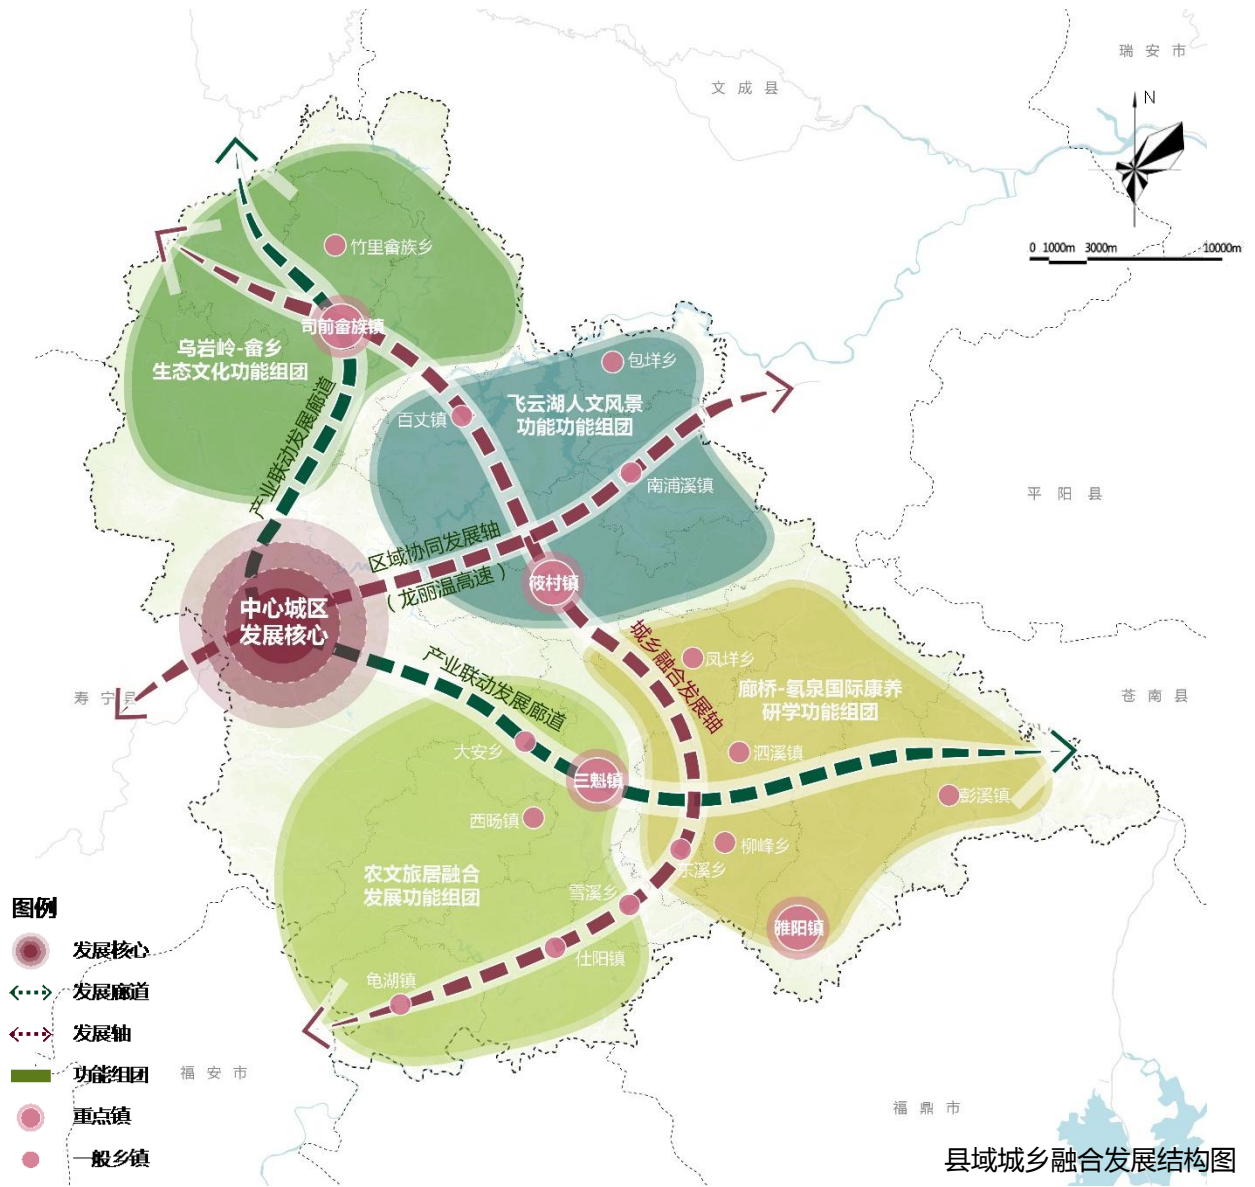 瑞安市
文成县
N
0 1000m 3000m 10000m
竹里畲族乡
司前畲族镇
乌岩岭-畲乡
生态文化功能组团
包垟乡
飞云湖人文风景
功能功能组团
百丈镇
产业联动发展廊道
南浦溪镇
平阳县
区域协同发展轴
（龙丽温高速）
筱村镇
中心城区
发展核心
城乡融合发展轴
凤垟乡
产业联动发展廊道
寿宁县
廊桥-氡泉国际康养
研学功能组团
苍南县
大安乡
泗溪镇
三魁镇
彭溪镇
西旸镇
柳峰乡
东溪乡
农文旅居融合
发展功能组团
雪溪乡
雅阳镇
仕阳镇
龟湖镇
图例
发展核心
发展廊道
发展轴
功能组团
重点镇
一般乡镇
福安市
福鼎市
县域城乡融合发展结构图